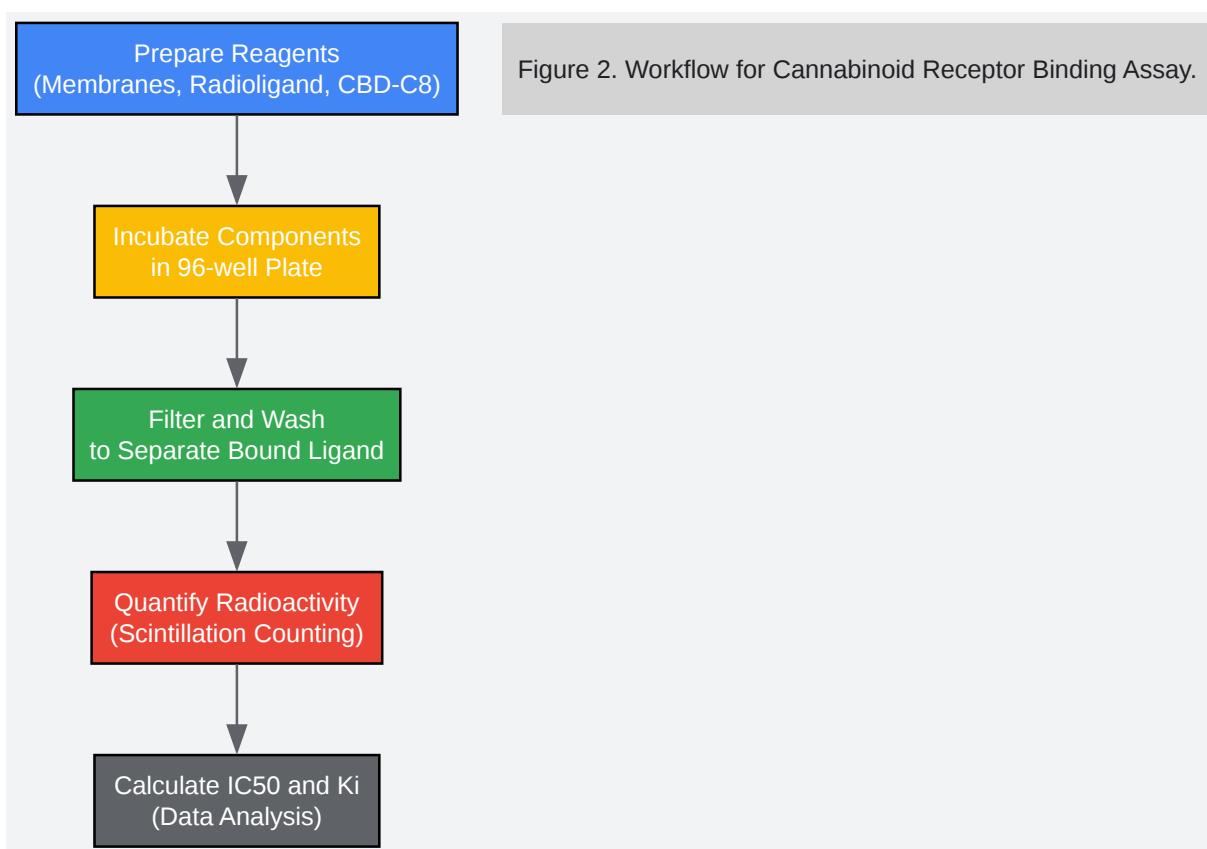 Prepare Reagents
(Membranes, Radioligand, CBD-C8)
Figure 2. Workflow for Cannabinoid Receptor Binding Assay.
Incubate Components
in 96-well Plate
Filter and Wash
to Separate Bound Ligand
Quantify Radioactivity
(Scintillation Counting)
Calculate IC50 and Ki
(Data Analysis)